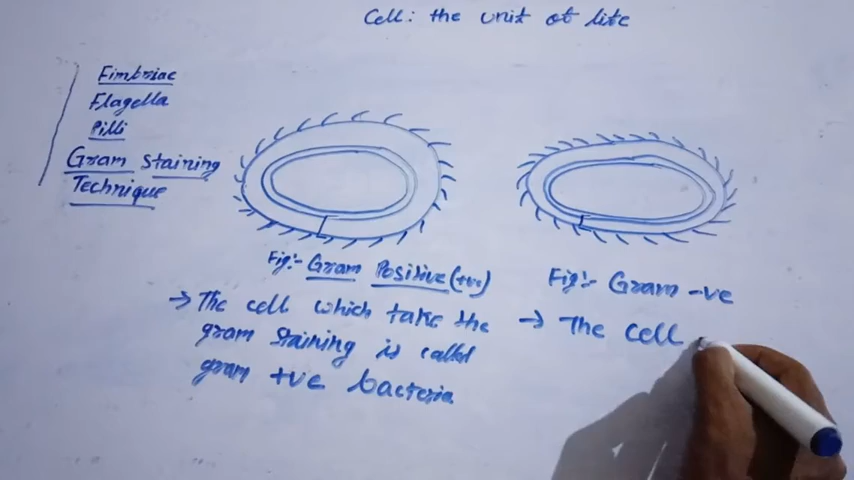 Cell: the unit of life
Fimbriae
Flagella
Pilli
Gram Staining
Technique
Fig:- Gram Positive (+ve)
→ The cell which take the
gram staining is called
gram +ve bacteria
Fig:- Gram -ve
→ The cell